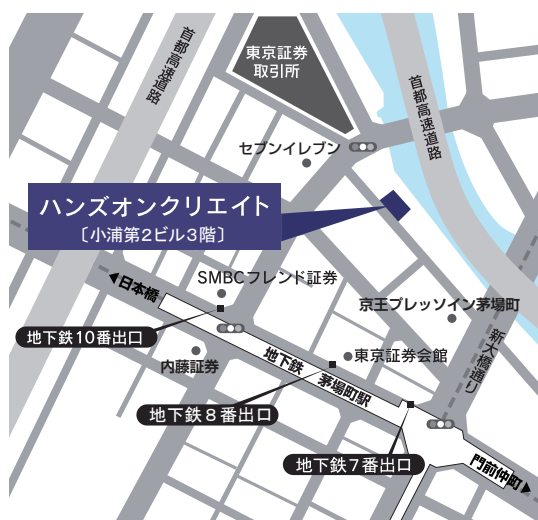 首都高速道路
東京証券
取引所
首都高速道路
セブンイレブン
ハンズオンクリエイト
〔小浦第2ビル3階〕
SMBCフレンド証券
◀日本橋
京王プレッソイン茅場町
地下鉄10番出口
新大橋通り
内藤証券
地下鉄 茅場町駅
東京証券会館
地下鉄8番出口
地下鉄7番出口
門前仲町▶